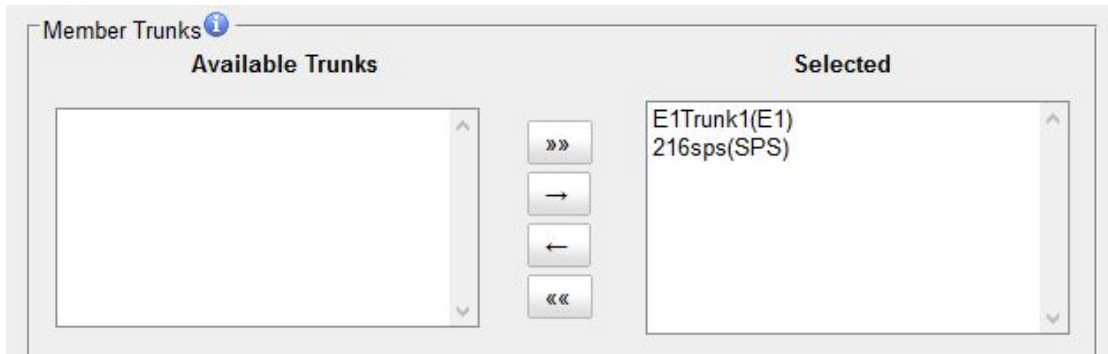 Member Trunks
Available Trunks
Selected
E1Trunk1(E1)
216sps(SPS)
»»
→
←
««